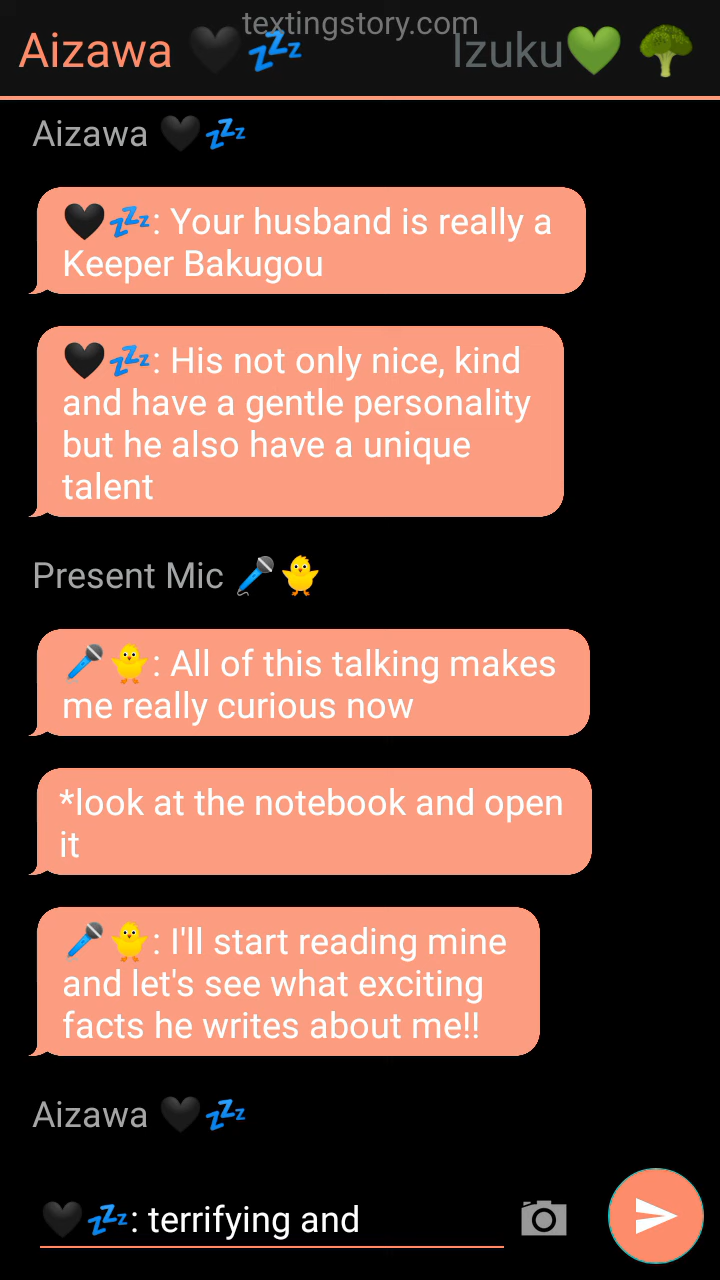 textingstory.com
Aizawa 🖤💤 Izuku💚 🥦
Aizawa 🖤💤
🖤💤: Your husband is really a
Keeper Bakugou
🖤💤: His not only nice, kind
and have a gentle personality
but he also have a unique
talent
Present Mic 🎤🐥
🎤🐥: All of this talking makes
me really curious now
*look at the notebook and open
it
🎤🐥: I'll start reading mine
and let's see what exciting
facts he writes about me!!
Aizawa 🖤💤
🖤💤: terrifying and